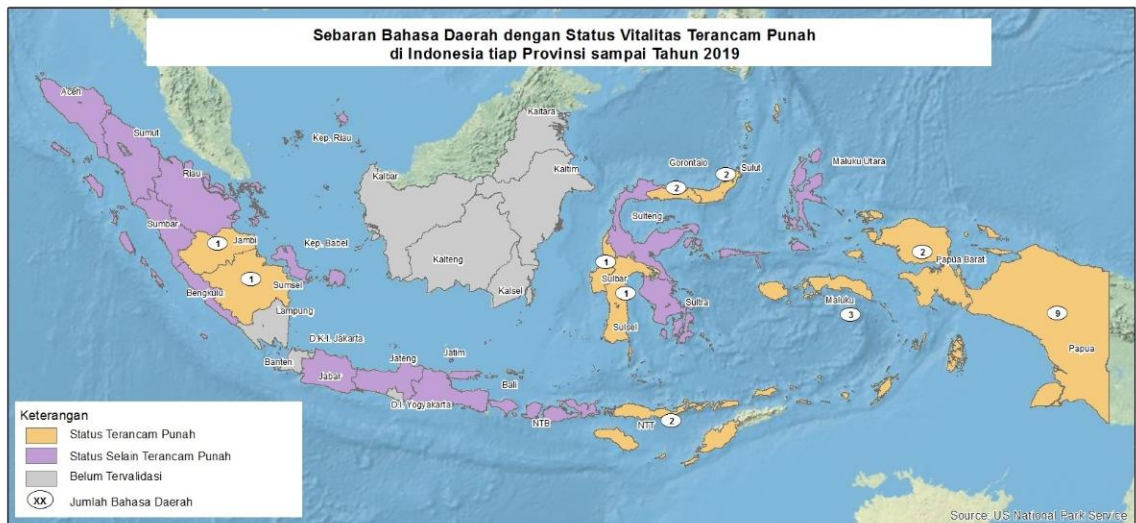 Sebaran Bahasa Daerah dengan Status Vitalitas Terancam Punah
di Indonesia tiap Provinsi sampai Tahun 2019
Aceh
Sumut
Kep. Riau
Riau
Sumbar
Jambi
1
Kep. Babel
1
Sumsel
Bengkulu
Lampung
D.K.I. Jakarta
Banten
Jabar
Jateng
Jatim
D.I. Yogyakarta
Bali
NTB
NTT
2
Kaltara
Kalbar
Kaltim
Kalteng
Kalsel
Gorontalo
2
2
Sulut
Sulteng
1
Sulbar
1
Sulsel
Sultra
Maluku Utara
Maluku
3
2
Papua Barat
9
Papua
Keterangan
Status Terancam Punah
Status Selain Terancam Punah
Belum Tervalidasi
XX Jumlah Bahasa Daerah
Source: US National Park Service